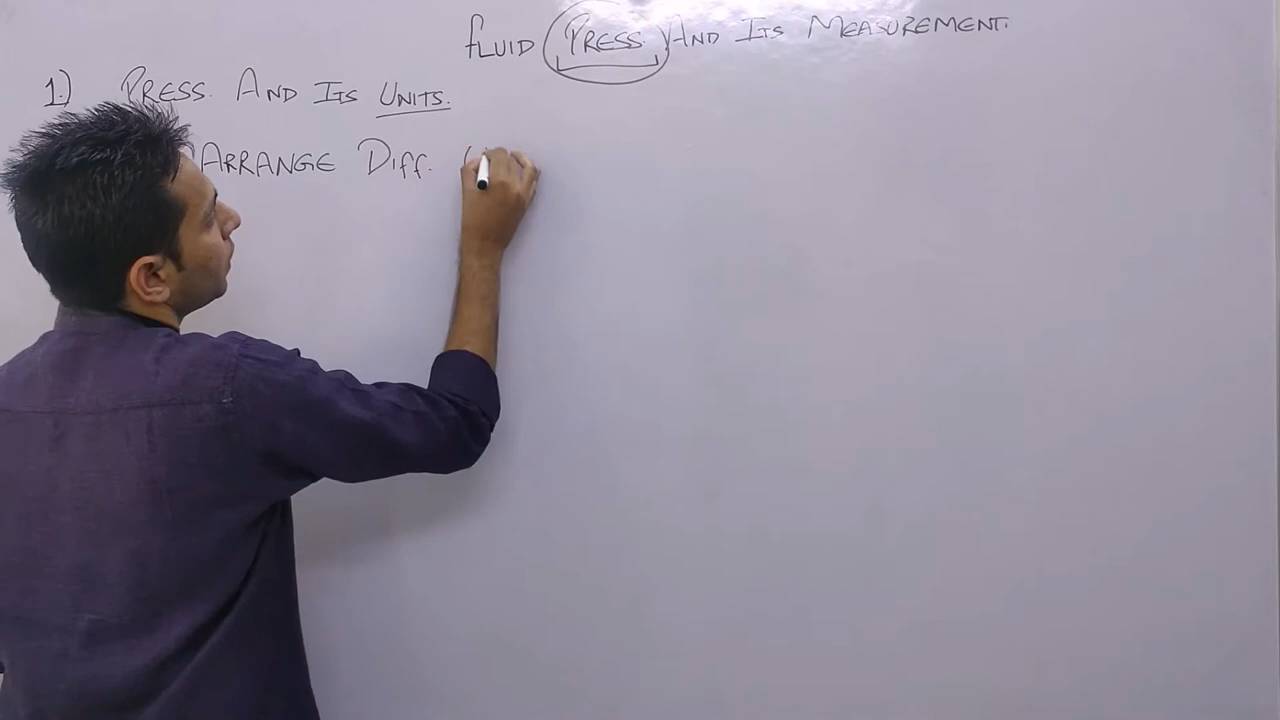 FLUID PRESS. AND ITS MEASUREMENT.
1.) PRESS. AND ITS UNITS.
ARRANGE DIFF.